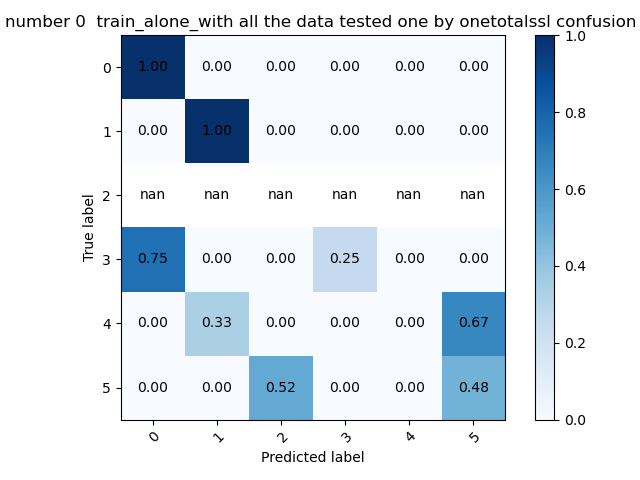 number 0  train_alone_with all the data tested one by onetotalssl confusion
1.0
0 1.00 0.00 0.00 0.00 0.00 0.00
0.8
1 0.00 1.00 0.00 0.00 0.00 0.00
0.6
2 nan nan nan nan nan nan
True label
3 0.75 0.00 0.00 0.25 0.00 0.00
0.4
4 0.00 0.33 0.00 0.00 0.00 0.67
0.2
5 0.00 0.00 0.52 0.00 0.00 0.48
0.0
0 1 2 3 4 5
Predicted label